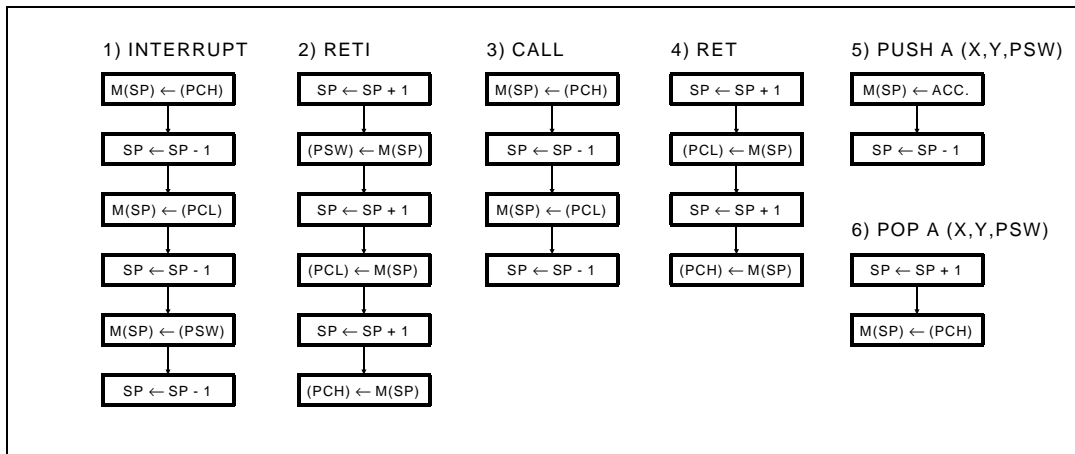 1) INTERRUPT
M(SP) ← (PCH)
SP ← SP - 1
M(SP) ← (PCL)
SP ← SP - 1
M(SP) ← (PSW)
SP ← SP - 1
2) RETI
SP ← SP + 1
(PSW) ← M(SP)
SP ← SP + 1
(PCL) ← M(SP)
SP ← SP + 1
(PCH) ← M(SP)
3) CALL
M(SP) ← (PCH)
SP ← SP - 1
M(SP) ← (PCL)
SP ← SP - 1
4) RET
SP ← SP + 1
(PCL) ← M(SP)
SP ← SP + 1
(PCH) ← M(SP)
5) PUSH A (X,Y,PSW)
M(SP) ← ACC.
SP ← SP - 1
6) POP A (X,Y,PSW)
SP ← SP + 1
M(SP) ← (PCH)